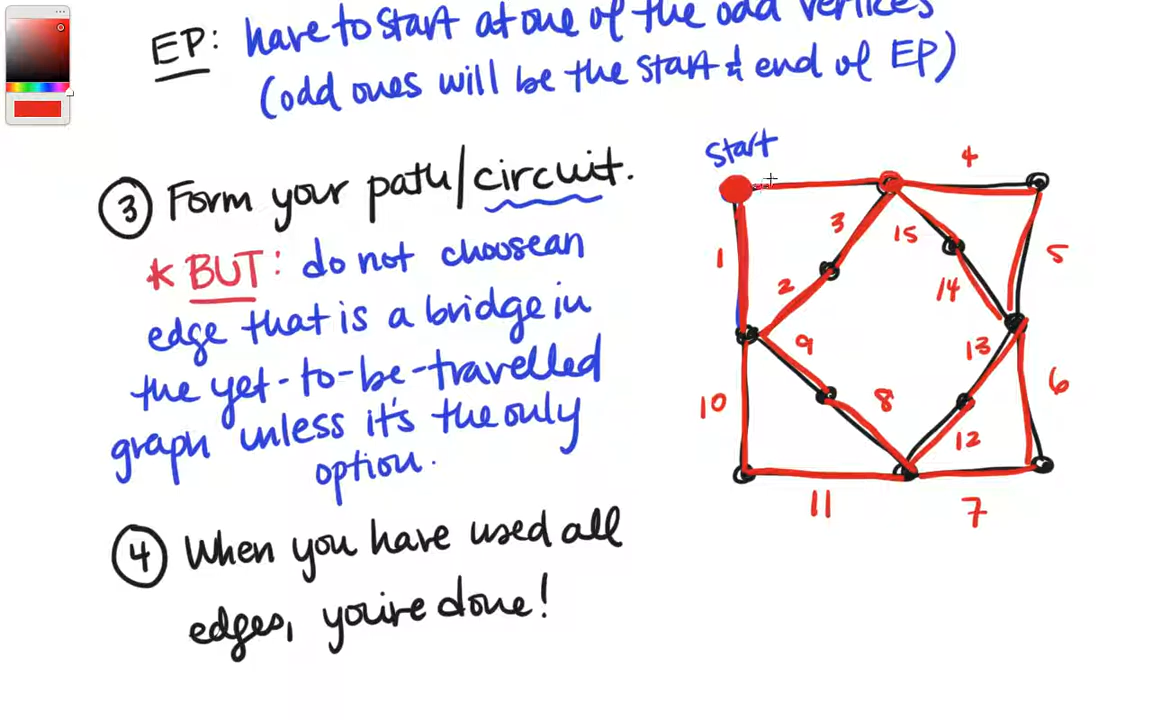 EP: have to start at one of the odd vertices
(odd ones will be the start & end of EP)
③ Form your path/circuit.
* BUT: do not choosean
edge that is a bridge in
the yet-to-be-travelled
graph unless it's the only
option.
④ When you have used all
edges, you're done!
Start
4
3
15
1
5
2
14
9
13
10
8
6
12
11
7